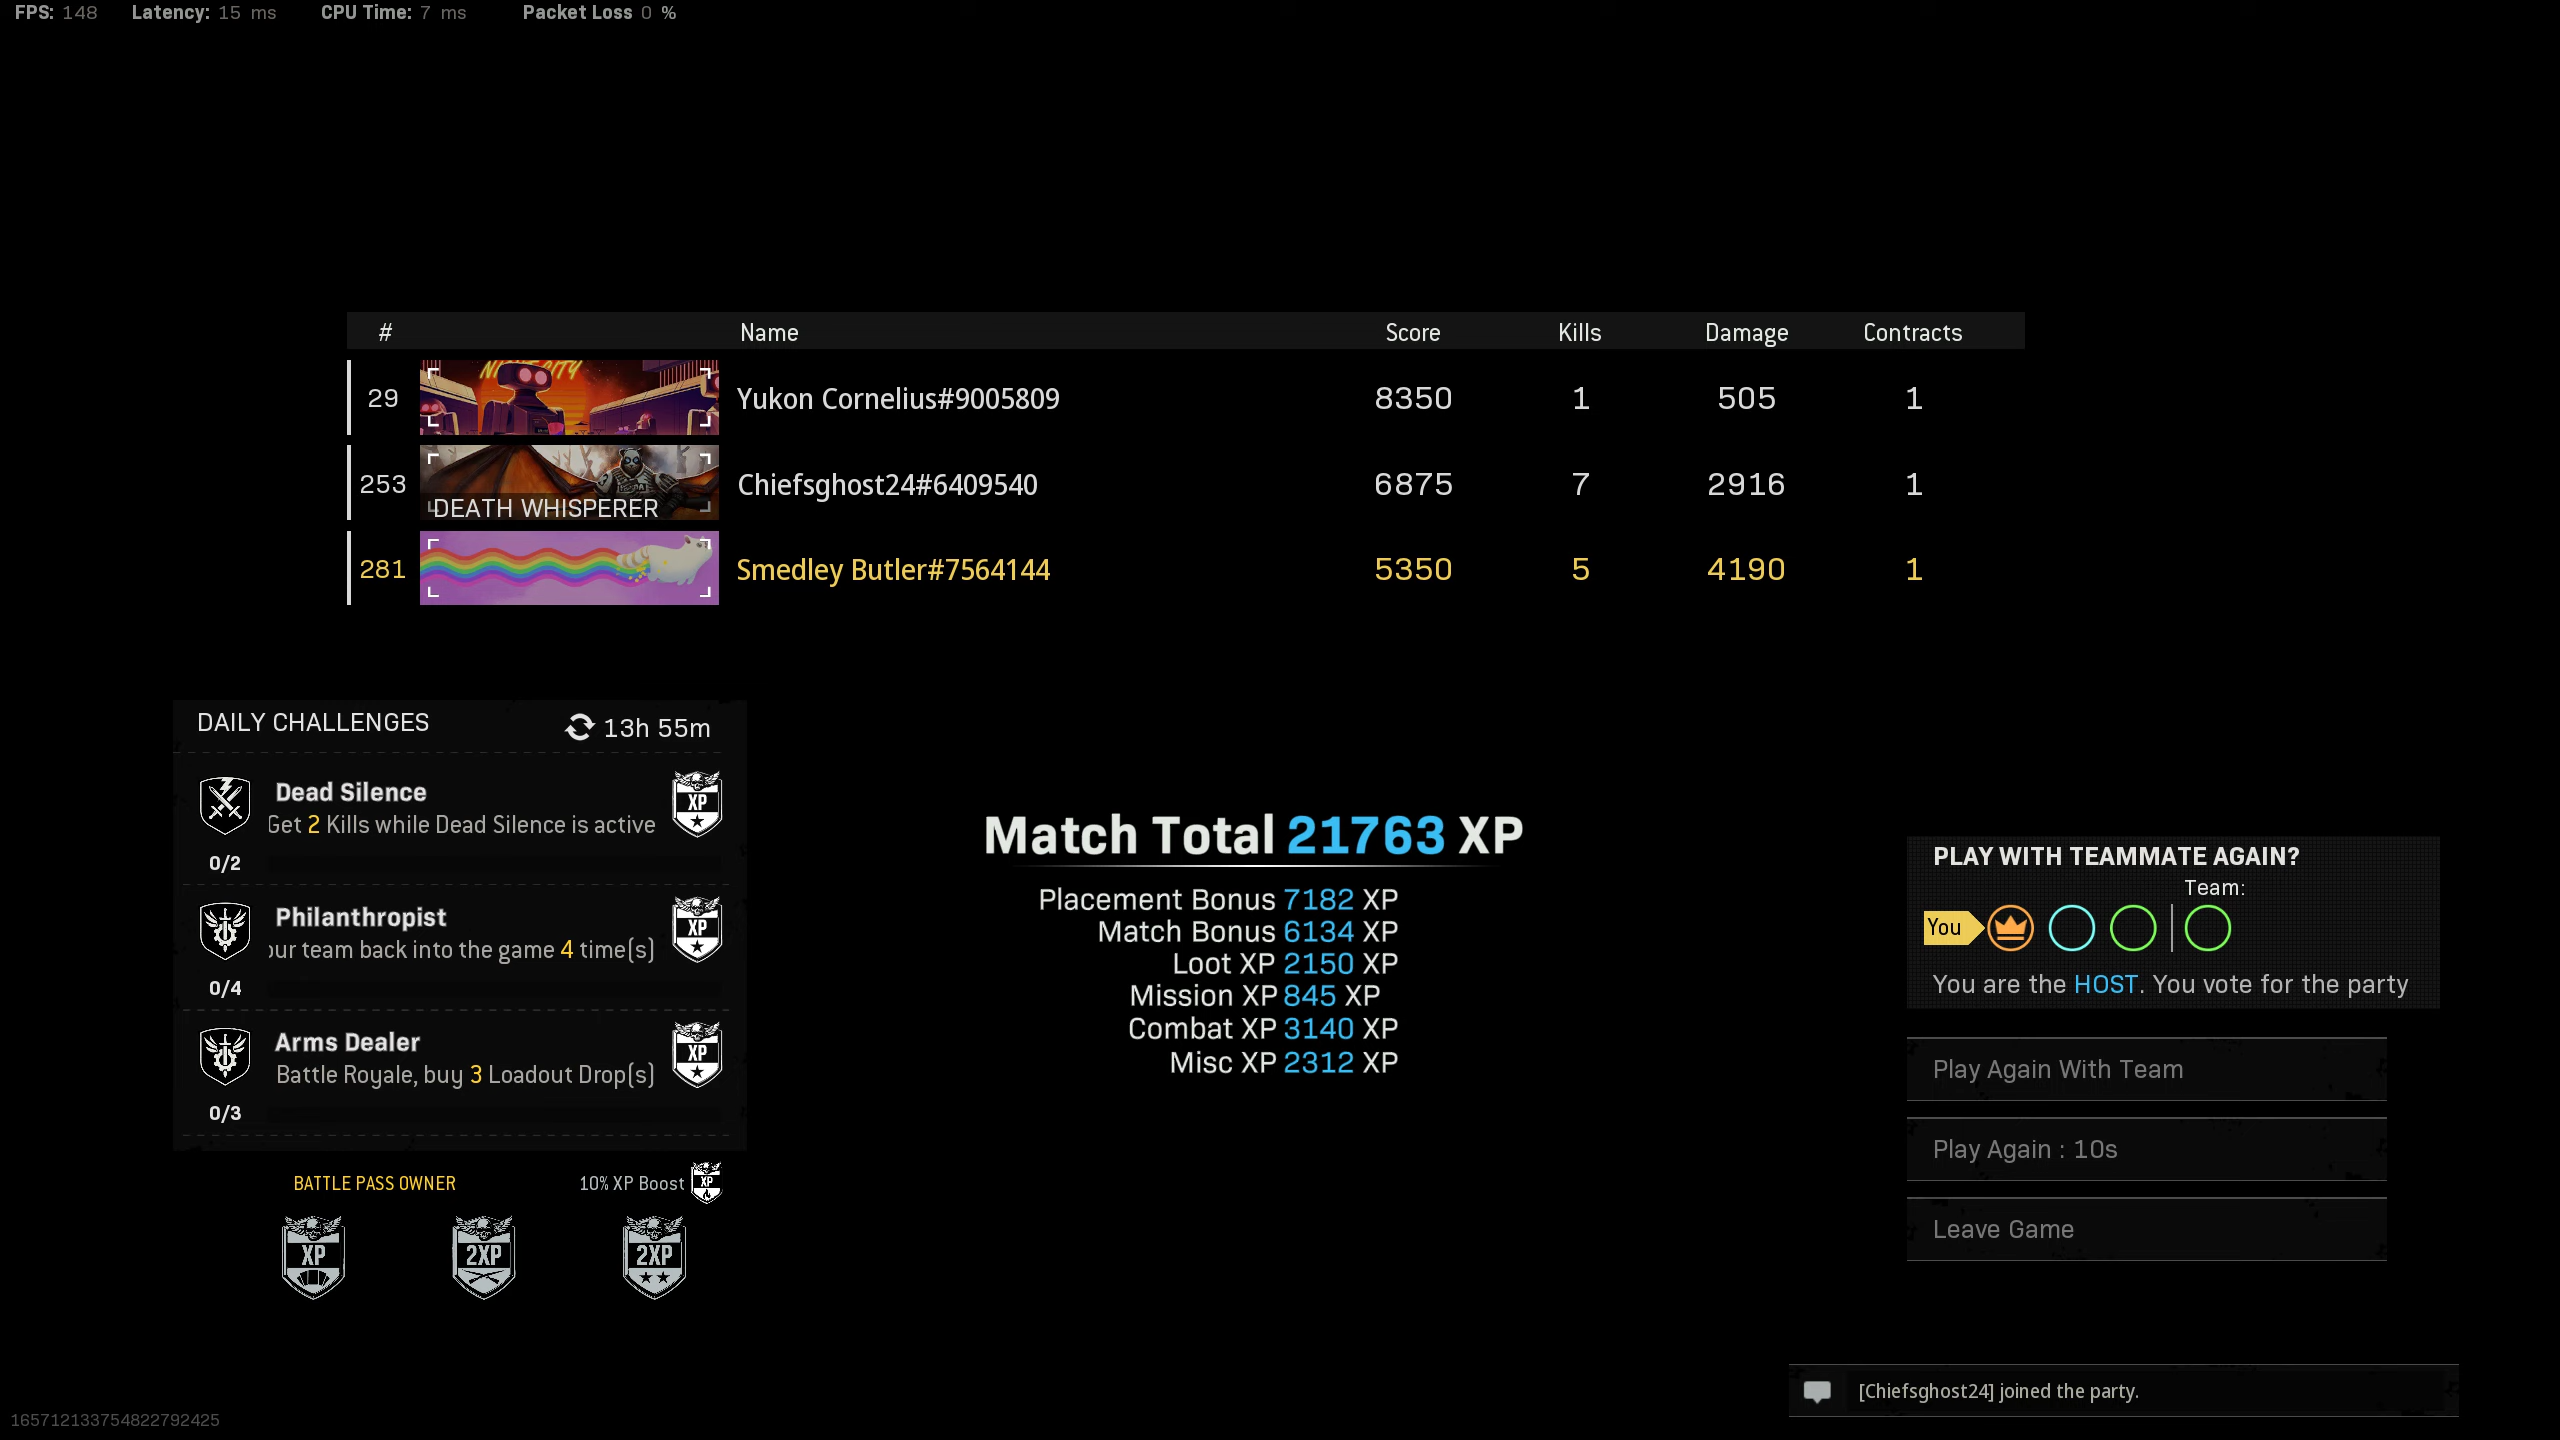 FPS: 148 Latency: 15 ms CPU Time: 7 ms Packet Loss 0 %
# Name Score Kills Damage Contracts
29 Yukon Cornelius#9005809 8350 1 505 1
253 DEATH WHISPERER Chiefsghost24#6409540 6875 7 2916 1
281 Smedley Butler#7564144 5350 5 4190 1
DAILY CHALLENGES 13h 55m
Dead Silence
Get 2 Kills while Dead Silence is active
XP
0/2
Philanthropist
our team back into the game 4 time(s)
XP
0/4
Arms Dealer
Battle Royale, buy 3 Loadout Drop(s)
XP
0/3
BATTLE PASS OWNER 10% XP Boost XP
XP 2XP 2XP
Match Total 21763 XP
Placement Bonus 7182 XP
Match Bonus 6134 XP
Loot XP 2150 XP
Mission XP 845 XP
Combat XP 3140 XP
Misc XP 2312 XP
PLAY WITH TEAMMATE AGAIN?
Team:
You
You are the HOST. You vote for the party
Play Again With Team
Play Again : 10s
Leave Game
[Chiefsghost24] joined the party.
16571213375482279­2425